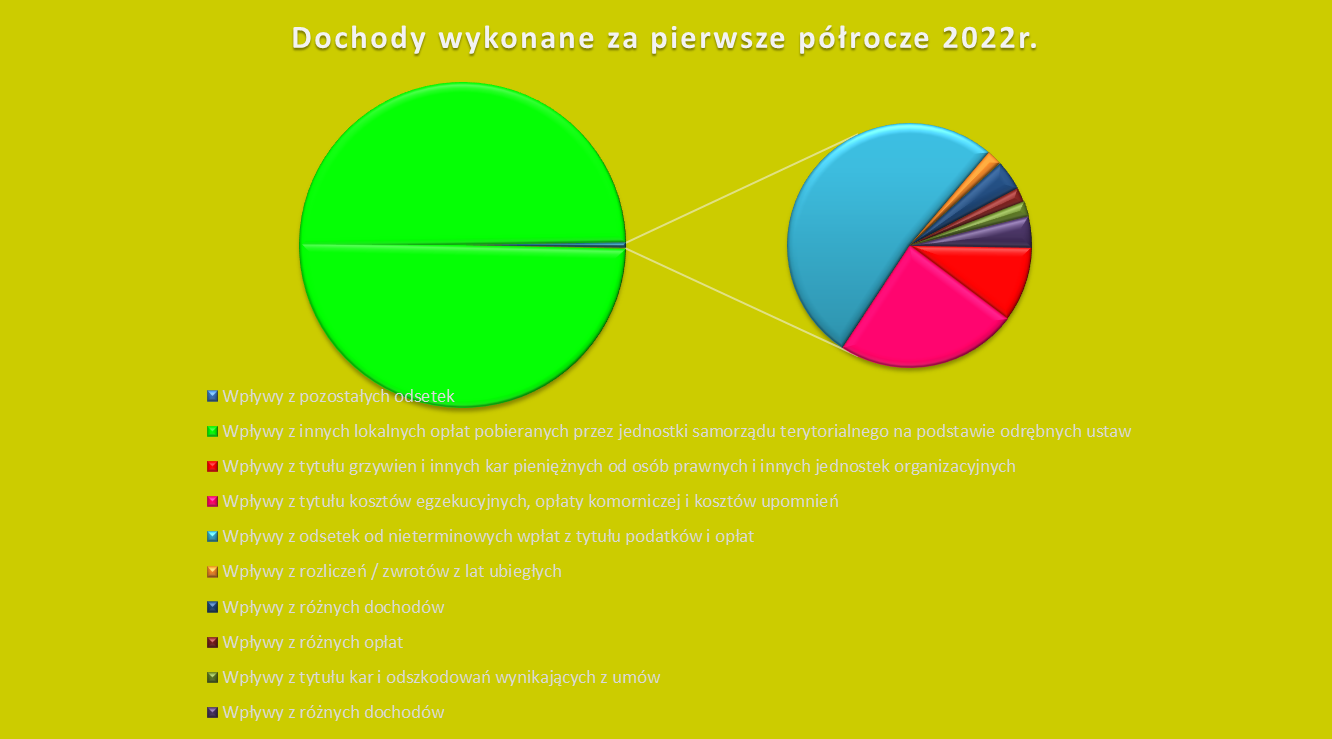 Dochody wykonane za pierwsze półrocze 2022r.
Wpływy z pozostałych odsetek
Wpływy z innych lokalnych opłat pobieranych przez jednostki samorządu terytorialnego na podstawie odrębnych ustaw
Wpływy z tytułu grzywien i innych kar pieniężnych od osób prawnych i innych jednostek organizacyjnych
Wpływy z tytułu kosztów egzekucyjnych, opłaty komorniczej i kosztów upomnień
Wpływy z odsetek od nieterminowych wpłat z tytułu podatków i opłat
Wpływy z rozliczeń / zwrotów z lat ubiegłych
Wpływy z różnych dochodów
Wpływy z różnych opłat
Wpływy z tytułu kar i odszkodowań wynikających z umów
Wpływy z różnych dochodów